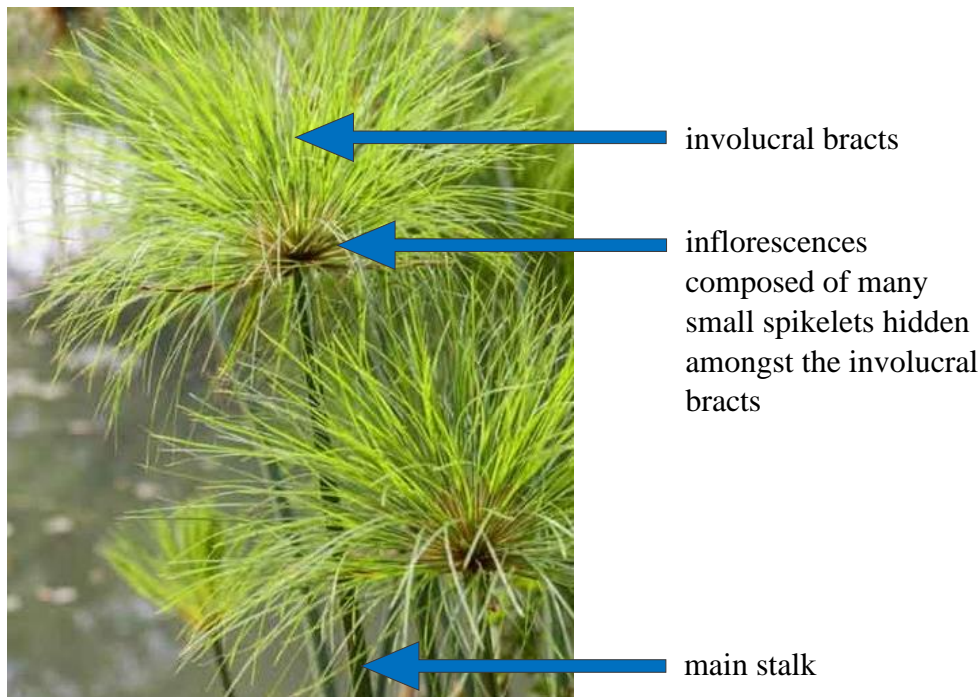 involucral bracts
inflorescences
composed of many
small spikelets hidden
amongst the involucral
bracts
main stalk